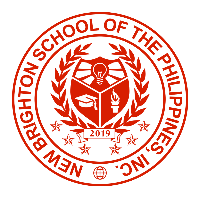 NEW BRIGHTON SCHOOL OF THE PHILIPPINES, INC.
2019